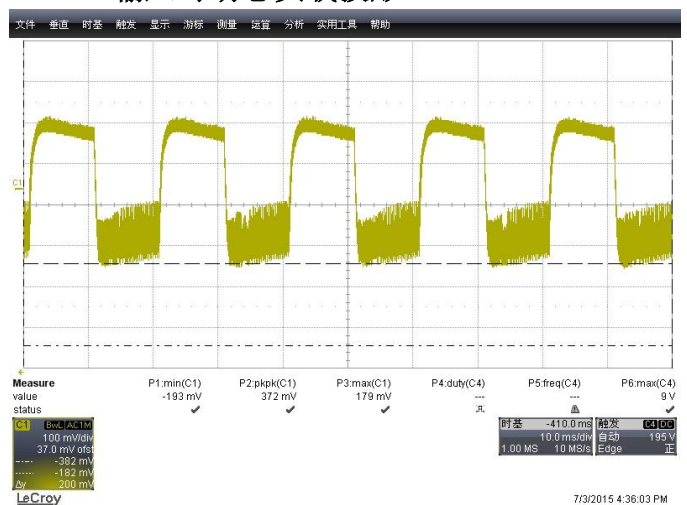 文件 垂直 时基 触发 显示 游标 测量 运算 分析 实用工具 帮助
C1
Measure P1:min(C1) P2:pkpk(C1) P3:max(C1) P4:duty(C4) P5:freq(C4) P6:max(C4)
value -193 mV 372 mV 179 mV --- --- 9 V
status
C1 BwL AC1M
100 mV/div
37.0 mV ofst
-382 mV
-182 mV
Δy 200 mV
时基 -410.0 ms
10.0 ms/div
1.00 MS 10 MS/s
触发 C4 DC
自动 195 V
Edge 正
LeCroy
7/3/2015 4:36:03 PM